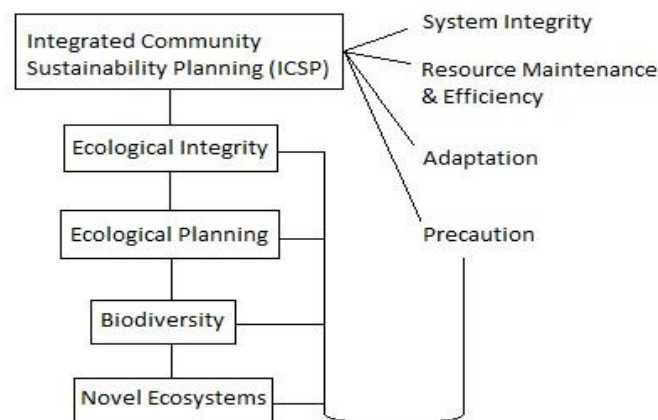 Integrated Community
Sustainability Planning (ICSP)
System Integrity
Resource Maintenance
& Efficiency
Adaptation
Precaution
Ecological Integrity
Ecological Planning
Biodiversity
Novel Ecosystems